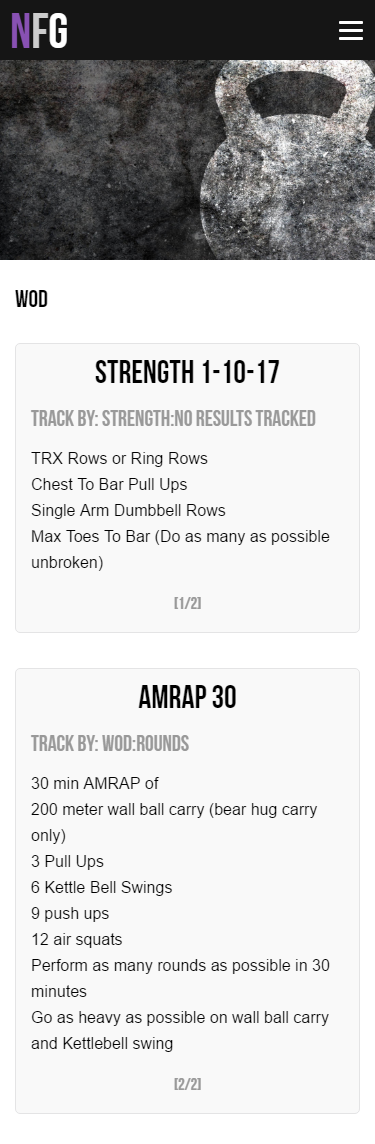 NFG
WOD
STRENGTH 1-10-17
TRACK BY: STRENGTH:NO RESULTS TRACKED
TRX Rows or Ring Rows
Chest To Bar Pull Ups
Single Arm Dumbbell Rows
Max Toes To Bar (Do as many as possible
unbroken)
[1/2]
AMRAP 30
TRACK BY: WOD:ROUNDS
30 min AMRAP of
200 meter wall ball carry (bear hug carry
only)
3 Pull Ups
6 Kettle Bell Swings
9 push ups
12 air squats
Perform as many rounds as possible in 30
minutes
Go as heavy as possible on wall ball carry
and Kettlebell swing
[2/2]